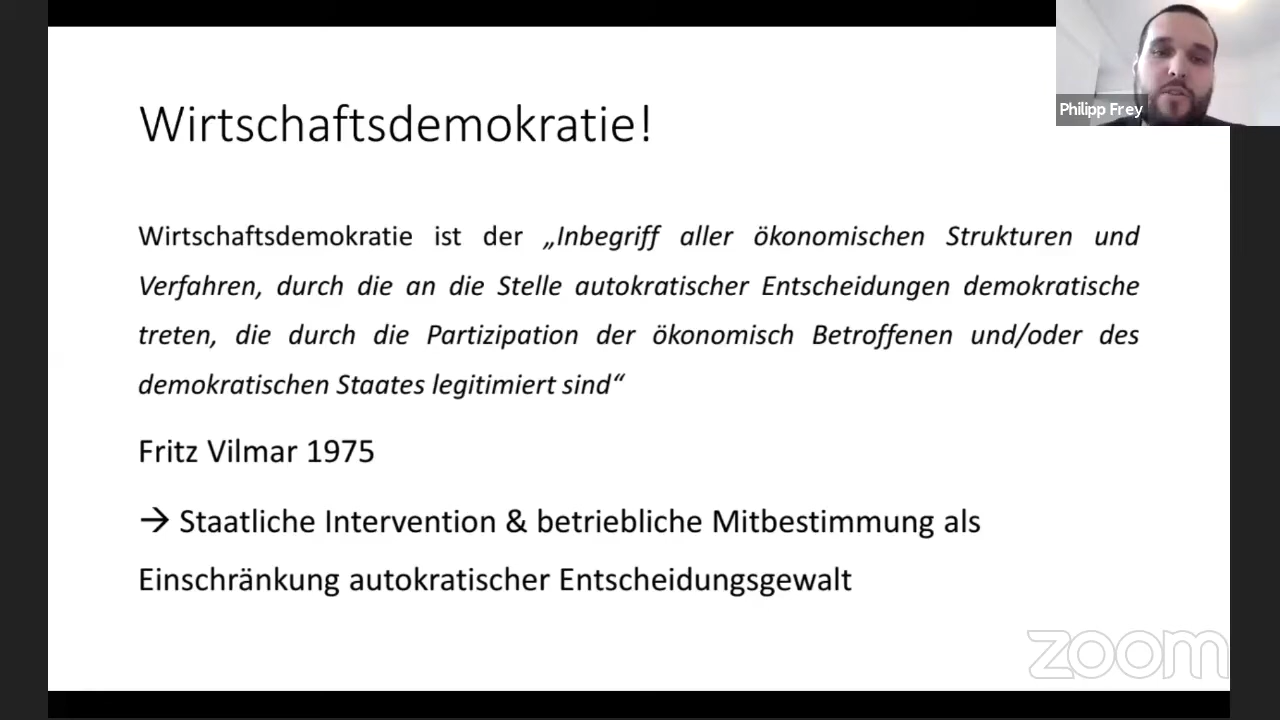 Wirtschaftsdemokratie!
Philipp Frey
Wirtschaftsdemokratie ist der „Inbegriff aller ökonomischen Strukturen und
Verfahren, durch die an die Stelle autokratischer Entscheidungen demokratische
treten, die durch die Partizipation der ökonomisch Betroffenen und/oder des
demokratischen Staates legitimiert sind“
Fritz Vilmar 1975
→ Staatliche Intervention & betriebliche Mitbestimmung als
Einschränkung autokratischer Entscheidungsgewalt
zoom